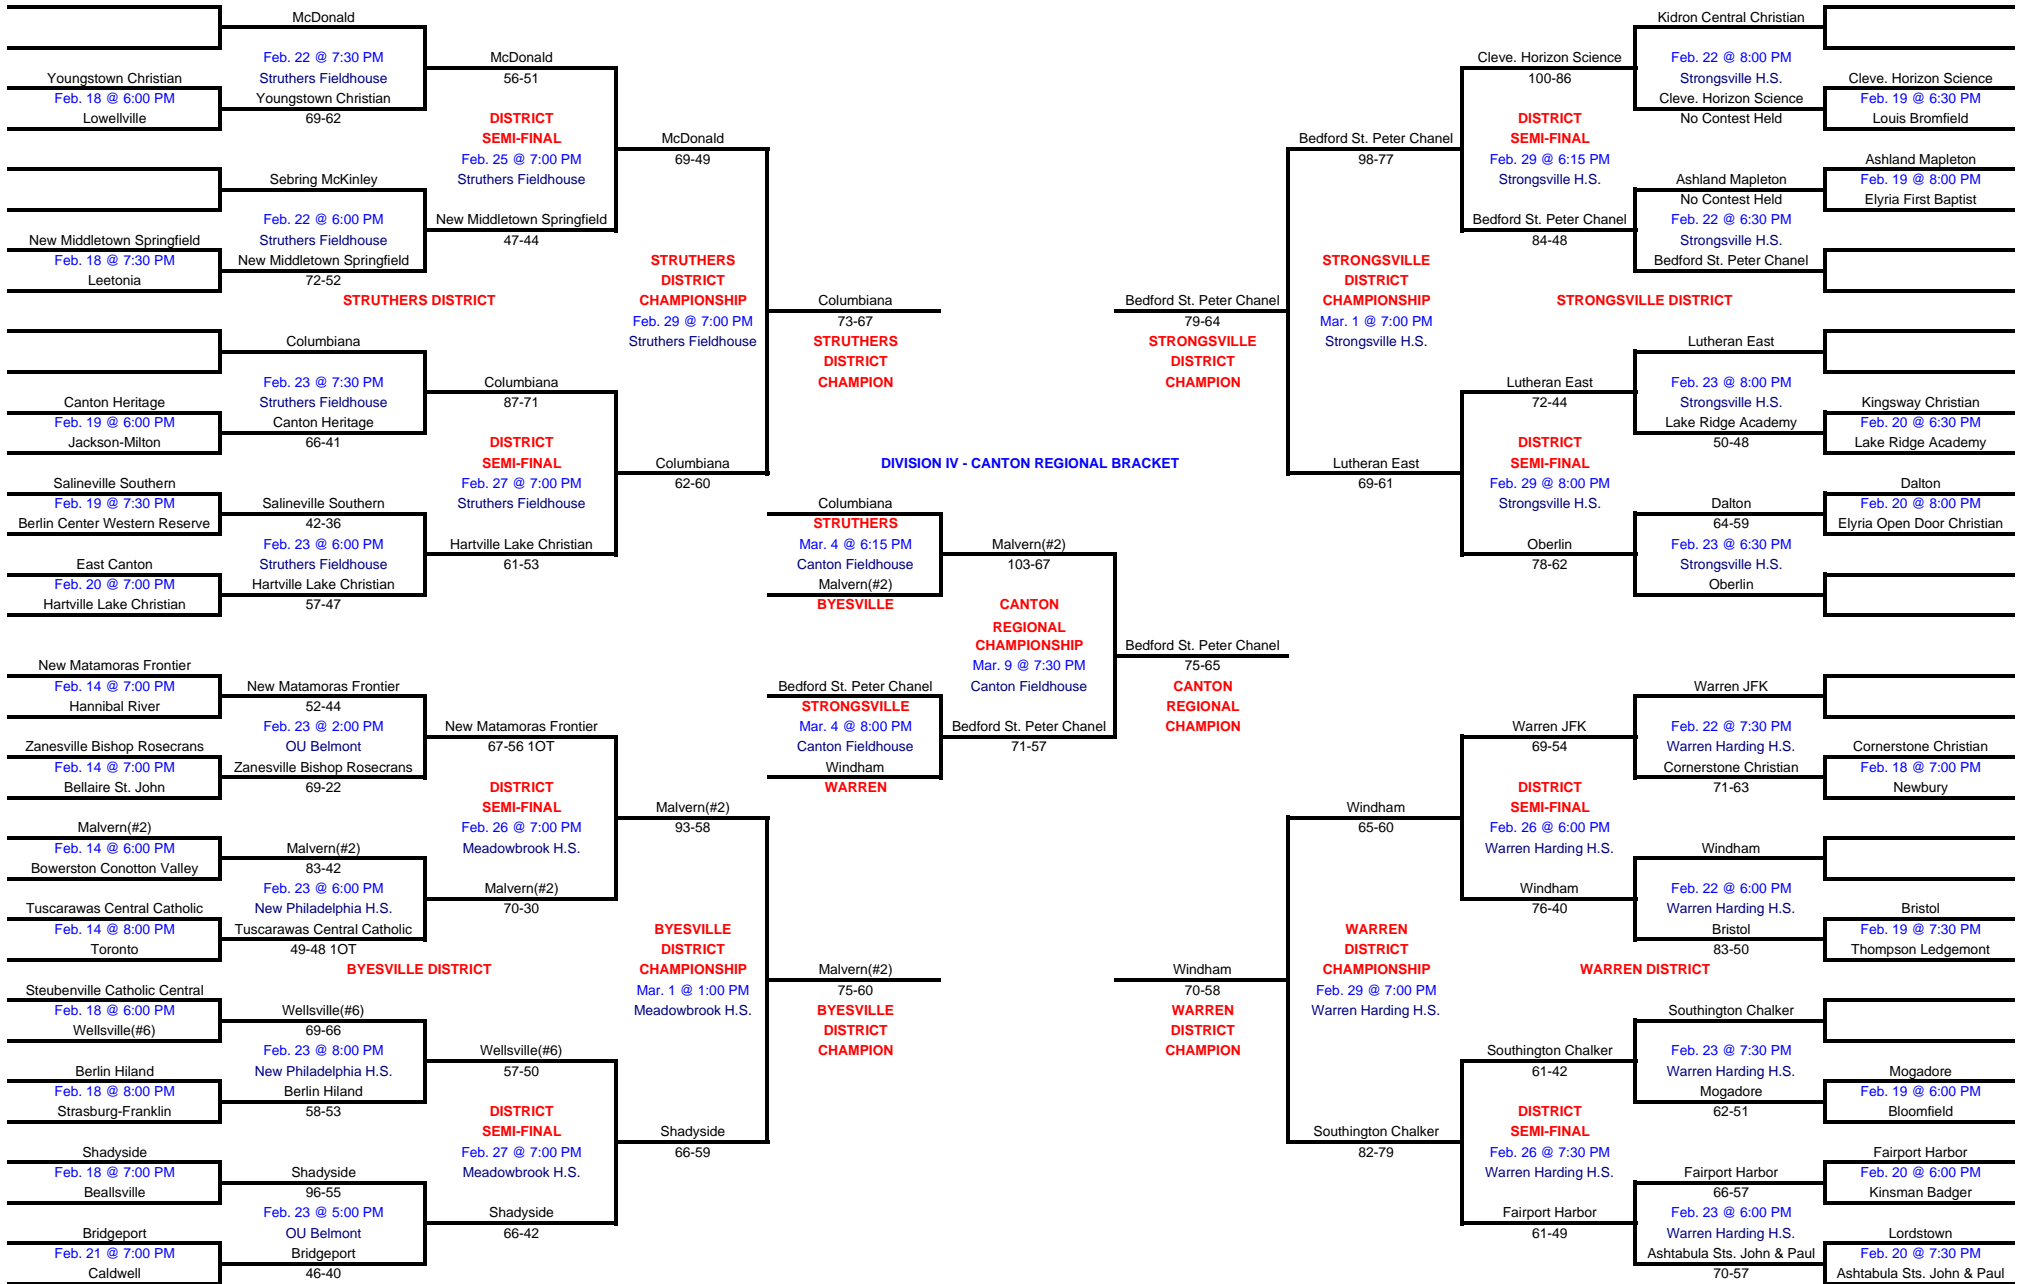 McDonald
Feb. 22 @ 7:30 PM
McDonald
Youngstown Christian
Struthers Fieldhouse
56-51
Feb. 18 @ 6:00 PM
Youngstown Christian
Lowellville
69-62
DISTRICT
SEMI-FINAL
McDonald
Feb. 25 @ 7:00 PM
69-49
Sebring McKinley
Struthers Fieldhouse
Feb. 22 @ 6:00 PM
New Middletown Springfield
New Middletown Springfield
Struthers Fieldhouse
47-44
Feb. 18 @ 7:30 PM
New Middletown Springfield
Leetonia
72-52
STRUTHERS DISTRICT
STRUTHERS
DISTRICT
CHAMPIONSHIP
Feb. 29 @ 7:00 PM
Struthers Fieldhouse
Columbiana
73-67
STRUTHERS
DISTRICT
CHAMPION
Columbiana
Feb. 23 @ 7:30 PM
Columbiana
Canton Heritage
Struthers Fieldhouse
87-71
Feb. 19 @ 6:00 PM
Canton Heritage
Jackson-Milton
66-41
DISTRICT
SEMI-FINAL
Columbiana
Feb. 27 @ 7:00 PM
62-60
Struthers Fieldhouse
Salineville Southern
Feb. 19 @ 7:30 PM
Salineville Southern
Berlin Center Western Reserve
42-36
Feb. 23 @ 6:00 PM
Hartville Lake Christian
East Canton
Struthers Fieldhouse
61-53
Feb. 20 @ 7:00 PM
Hartville Lake Christian
Hartville Lake Christian
57-47
New Matamoras Frontier
Feb. 14 @ 7:00 PM
New Matamoras Frontier
Hannibal River
52-44
Feb. 23 @ 2:00 PM
New Matamoras Frontier
Zanesville Bishop Rosecrans
OU Belmont
67-56 1OT
Feb. 14 @ 7:00 PM
Zanesville Bishop Rosecrans
Bellaire St. John
69-22
DISTRICT
SEMI-FINAL
Malvern(#2)
Feb. 26 @ 7:00 PM
93-58
Meadowbrook H.S.
Malvern(#2)
Feb. 14 @ 6:00 PM
Malvern(#2)
Bowerston Conotton Valley
83-42
Feb. 23 @ 6:00 PM
Malvern(#2)
Tuscarawas Central Catholic
New Philadelphia H.S.
70-30
Feb. 14 @ 8:00 PM
Tuscarawas Central Catholic
Toronto
49-48 1OT
BYESVILLE DISTRICT
BYESVILLE
DISTRICT
CHAMPIONSHIP
Mar. 1 @ 1:00 PM
Meadowbrook H.S.
Malvern(#2)
75-60
BYESVILLE
DISTRICT
CHAMPION
Steubenville Catholic Central
Feb. 18 @ 6:00 PM
Wellsville(#6)
Wellsville(#6)
69-66
Feb. 23 @ 8:00 PM
Wellsville(#6)
Berlin Hiland
New Philadelphia H.S.
57-50
Feb. 18 @ 8:00 PM
Berlin Hiland
Strasburg-Franklin
58-53
DISTRICT
SEMI-FINAL
Shadyside
Feb. 27 @ 7:00 PM
66-59
Meadowbrook H.S.
Shadyside
Feb. 18 @ 7:00 PM
Shadyside
Beallsville
96-55
Feb. 23 @ 5:00 PM
Shadyside
Bridgeport
OU Belmont
66-42
Feb. 21 @ 7:00 PM
Bridgeport
Caldwell
46-40
DIVISION IV - CANTON REGIONAL BRACKET
Columbiana
STRUTHERS
Mar. 4 @ 6:15 PM
Canton Fieldhouse
Malvern(#2)
BYESVILLE
Malvern(#2)
103-67
CANTON
REGIONAL
CHAMPIONSHIP
Mar. 9 @ 7:30 PM
Canton Fieldhouse
Bedford St. Peter Chanel
75-65
CANTON
REGIONAL
CHAMPION
Bedford St. Peter Chanel
STRONGSVILLE
Mar. 4 @ 8:00 PM
Canton Fieldhouse
Windham
WARREN
Bedford St. Peter Chanel
71-57
Kidron Central Christian
Cleve. Horizon Science
Feb. 22 @ 8:00 PM
100-86
Strongsville H.S.
Cleve. Horizon Science
Cleve. Horizon Science
Feb. 19 @ 6:30 PM
No Contest Held
Louis Bromfield
DISTRICT
SEMI-FINAL
Bedford St. Peter Chanel
Feb. 29 @ 6:15 PM
98-77
Strongsville H.S.
Ashland Mapleton
Ashland Mapleton
Feb. 19 @ 8:00 PM
No Contest Held
Elyria First Baptist
Bedford St. Peter Chanel
Feb. 22 @ 6:30 PM
84-48
Strongsville H.S.
Bedford St. Peter Chanel
STRONGSVILLE DISTRICT
STRONGSVILLE
DISTRICT
CHAMPIONSHIP
Mar. 1 @ 7:00 PM
Strongsville H.S.
Bedford St. Peter Chanel
79-64
STRONGSVILLE
DISTRICT
CHAMPION
Lutheran East
Lutheran East
Feb. 23 @ 8:00 PM
72-44
Strongsville H.S.
Kingsway Christian
Lake Ridge Academy
Feb. 20 @ 6:30 PM
50-48
Lake Ridge Academy
DISTRICT
SEMI-FINAL
Lutheran East
Feb. 29 @ 8:00 PM
69-61
Strongsville H.S.
Dalton
Dalton
Feb. 20 @ 8:00 PM
64-59
Elyria Open Door Christian
Oberlin
Feb. 23 @ 6:30 PM
78-62
Strongsville H.S.
Oberlin
Warren JFK
Warren JFK
Feb. 22 @ 7:30 PM
69-54
Warren Harding H.S.
Cornerstone Christian
Cornerstone Christian
Feb. 18 @ 7:00 PM
71-63
Newbury
DISTRICT
SEMI-FINAL
Windham
Feb. 26 @ 6:00 PM
65-60
Warren Harding H.S.
Windham
Windham
Feb. 22 @ 6:00 PM
76-40
Warren Harding H.S.
Bristol
Bristol
Feb. 19 @ 7:30 PM
83-50
Thompson Ledgemont
WARREN DISTRICT
WARREN
DISTRICT
CHAMPIONSHIP
Feb. 29 @ 7:00 PM
Warren Harding H.S.
Windham
70-58
WARREN
DISTRICT
CHAMPION
Southington Chalker
Southington Chalker
Feb. 23 @ 7:30 PM
61-42
Warren Harding H.S.
Mogadore
Mogadore
Feb. 19 @ 6:00 PM
62-51
Bloomfield
DISTRICT
SEMI-FINAL
Southington Chalker
Feb. 26 @ 7:30 PM
82-79
Warren Harding H.S.
Fairport Harbor
Fairport Harbor
Feb. 20 @ 6:00 PM
66-57
Kinsman Badger
Fairport Harbor
Feb. 23 @ 6:00 PM
61-49
Warren Harding H.S.
Lordstown
Ashtabula Sts. John & Paul
Feb. 20 @ 7:30 PM
70-57
Ashtabula Sts. John & Paul